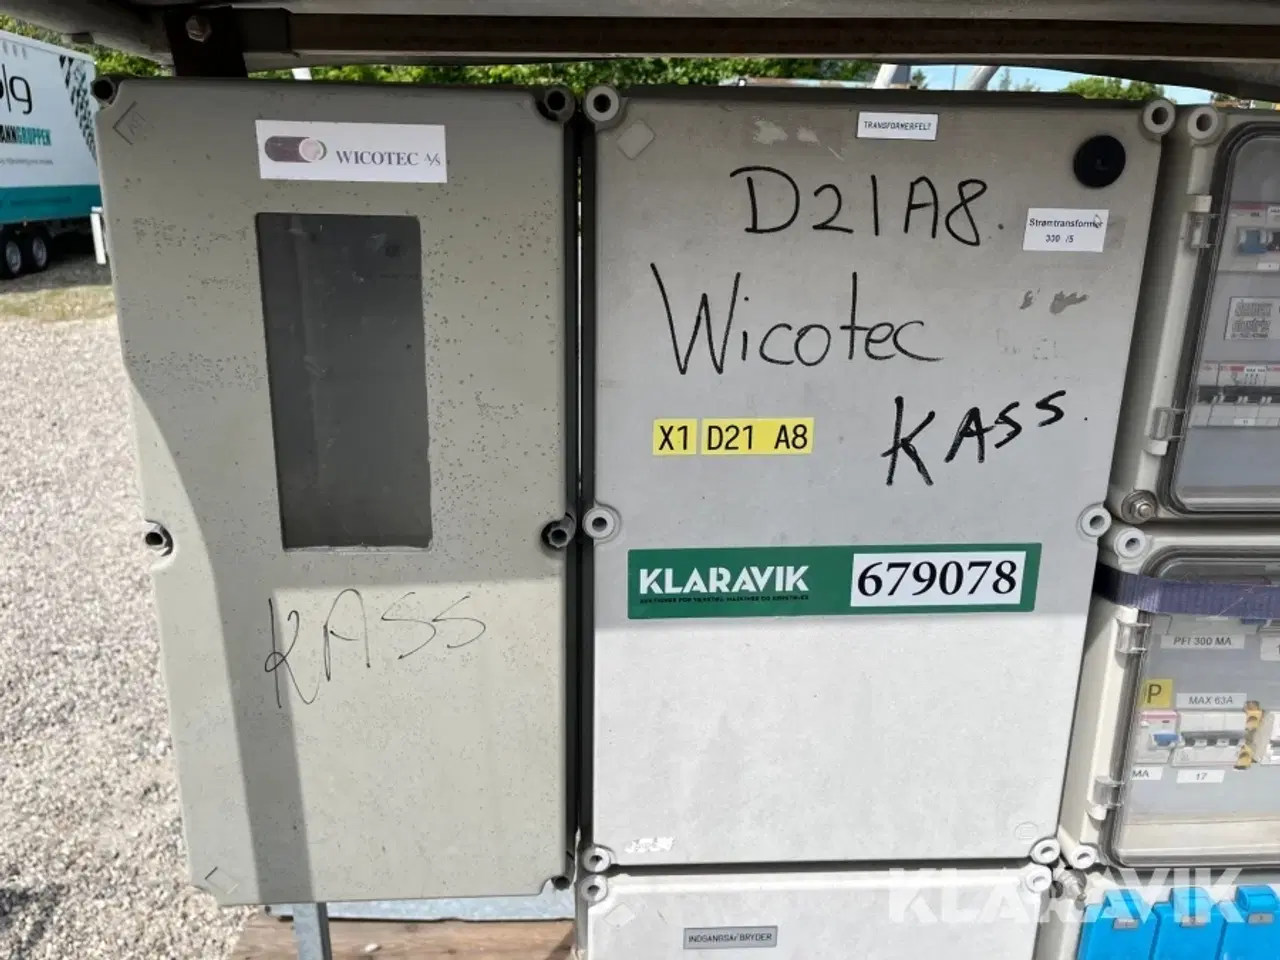 WICOTEC A/S
KASS
TRANSFORMERFELT
D21A8.
Strømtransformer
300 /5
Wicotec
KASS.
X1 D21 A8
KLARAVIK
679078
PFI 300 MA
P
MAX 63A
MA
17
KLARAVIK